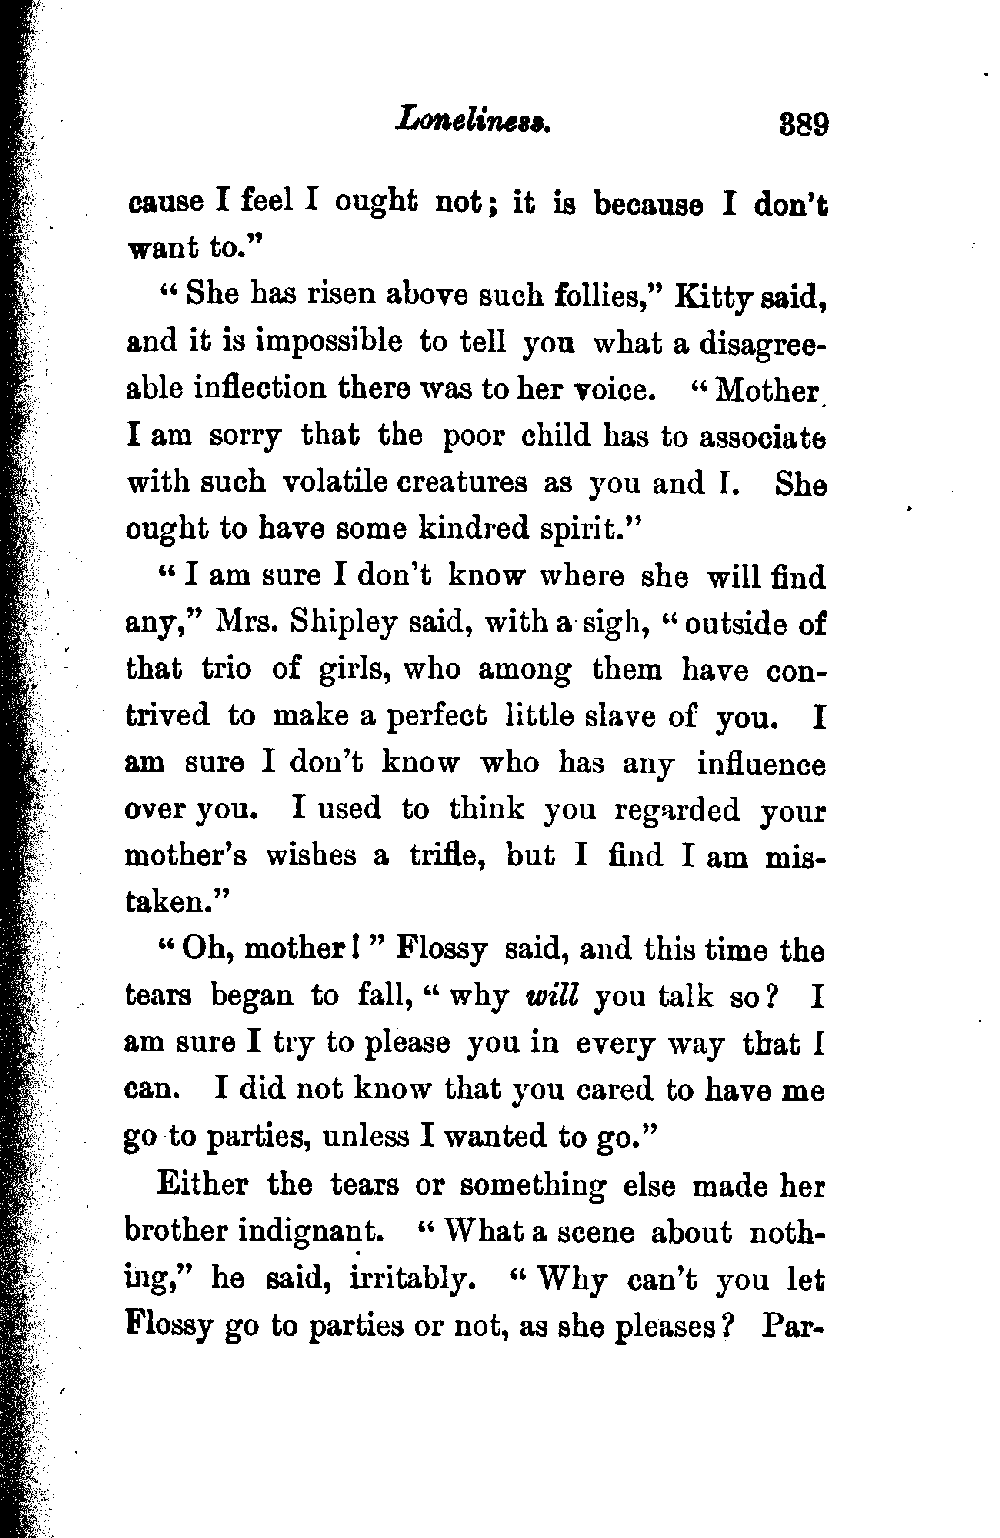 Loneliness. 389
cause I feel I ought not; it is because I don't
want to."
"She has risen above such follies," Kitty said,
and it is impossible to tell you what a disagree-
able inflection there was to her voice. "Mother
I am sorry that the poor child has to associate
with such volatile creatures as you and I. She
ought to have some kindred spirit."
"I am sure I don't know where she will find
any," Mrs. Shipley said, with a sigh, "outside of
that trio of girls, who among them have con-
trived to make a perfect little slave of you. I
am sure I don't know who has any influence
over you. I used to think you regarded your
mother's wishes a trifle, but I find I am mis-
taken."
"Oh, mother!" Flossy said, and this time the
tears began to fall, "why will you talk so? I
am sure I try to please you in every way that I
can. I did not know that you cared to have me
go to parties, unless I wanted to go."
Either the tears or something else made her
brother indignant. "What a scene about noth-
ing," he said, irritably. "Why can't you let
Flossy go to parties or not, as she pleases? Par-